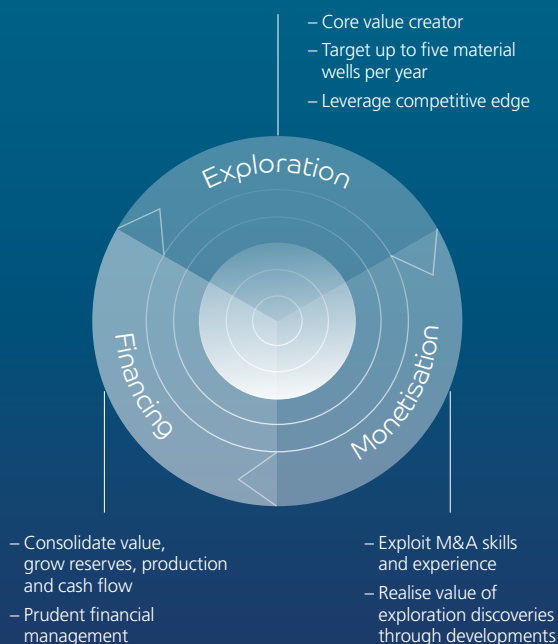 – Core value creator
– Target up to five material
wells per year
– Leverage competitive edge
Exploration
Financing
Monetisation
– Consolidate value,
grow reserves, production
and cash flow
– Prudent financial
management
– Exploit M&A skills
and experience
– Realise value of
exploration discoveries
through developments